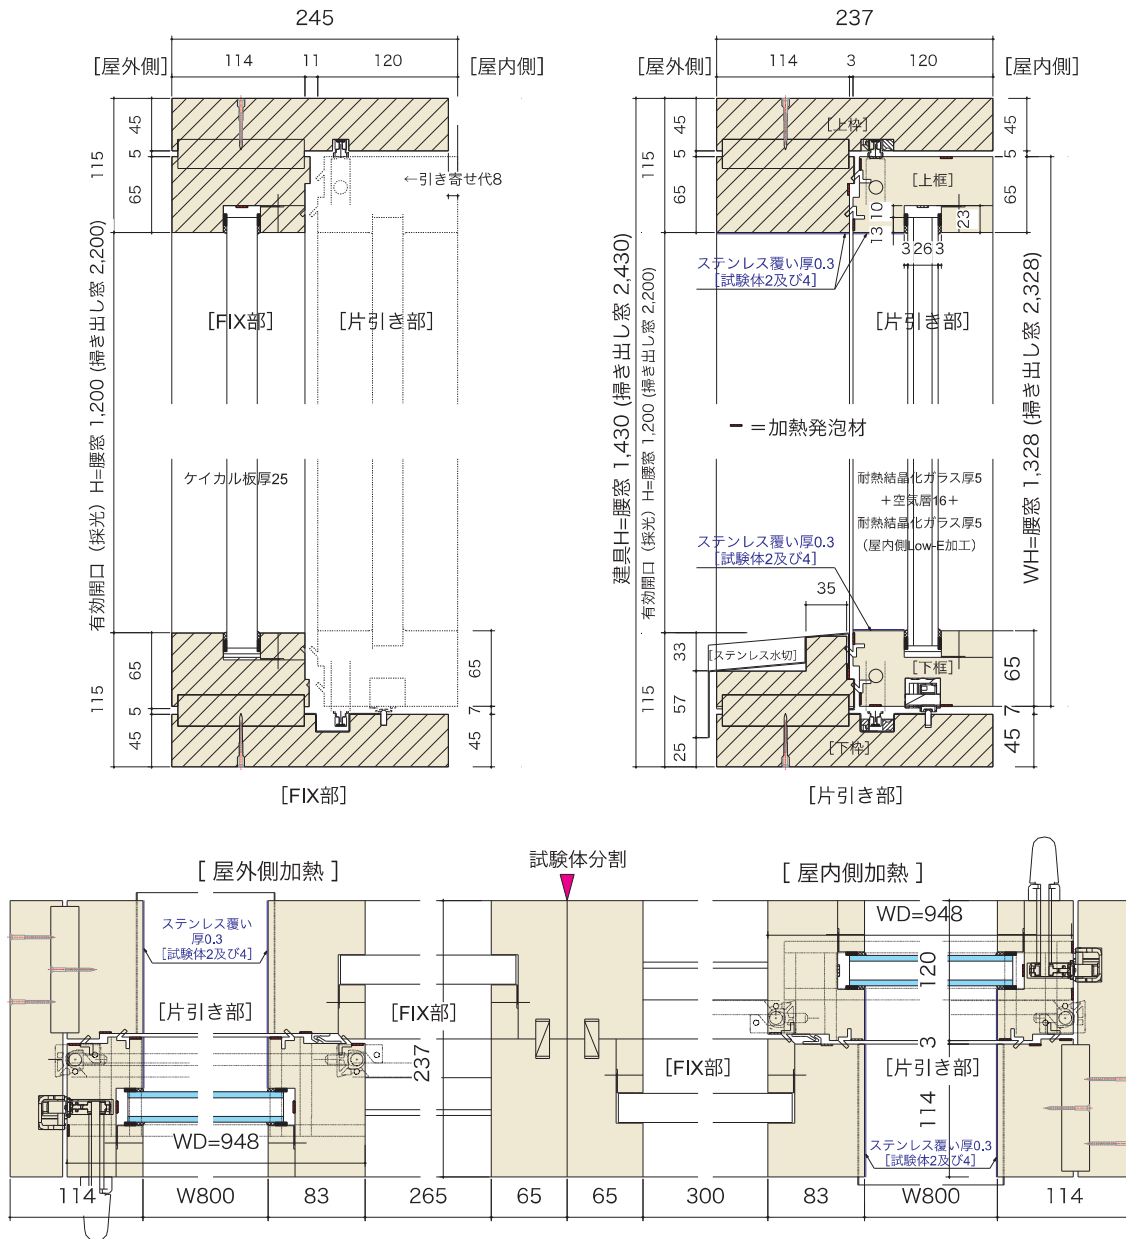 245
[屋外側]
114
11
120
[屋内側]
45
5
65
115
←引き寄せ代8
有効開口（採光）H=腰窓 1,200 (掃き出し窓 2,200)
[FIX部]
[片引き部]
ケイカル板厚25
65
5
45
115
65
7
[FIX部]
237
[屋外側]
114
3
120
[屋内側]
45
5
65
115
[上枠]
[上框]
45
5
65
10
13
23
3
26
3
ステンレス覆い厚0.3
[試験体2及び4]
建具H=腰窓 1,430 (掃き出し窓 2,430)
有効開口（採光）H=腰窓 1,200 (掃き出し窓 2,200)
[片引き部]
WH=腰窓 1,328 (掃き出し窓 2,328)
＝加熱発泡材
耐熱結晶化ガラス厚5
＋空気層16＋
耐熱結晶化ガラス厚5
（屋内側Low-E加工）
ステンレス覆い厚0.3
[試験体2及び4]
35
33
[ステンレス水切]
57
25
115
[下框]
[下枠]
65
7
45
[片引き部]
[ 屋外側加熱 ]
試験体分割
[ 屋内側加熱 ]
ステンレス覆い
厚0.3
[試験体2及び4]
[片引き部]
[FIX部]
237
WD=948
WD=948
120
3
114
[FIX部]
[片引き部]
ステンレス覆い厚0.3
[試験体2及び4]
114
W800
83
265
65
65
300
83
W800
114